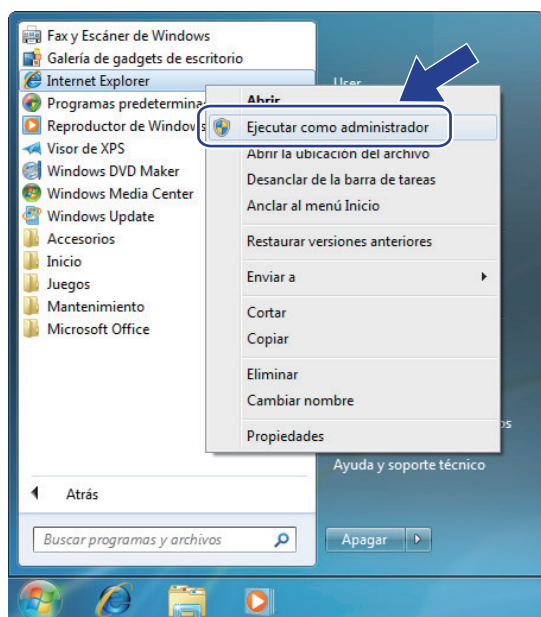 Fax y Escáner de Windows
Galería de gadgets de escritorio
Internet Explorer
Programas predetermina
Reproductor de Windows
Visor de XPS
Windows DVD Maker
Windows Media Center
Windows Update
Accesorios
Inicio
Juegos
Mantenimiento
Microsoft Office
Atrás
Buscar programas y archivos
User
Abrir
Ejecutar como administrador
Abrir la ubicación del archivo
Desanclar de la barra de tareas
Anclar al menú Inicio
Restaurar versiones anteriores
Enviar a
Cortar
Copiar
Eliminar
Cambiar nombre
Propiedades
os
Ayuda y soporte técnico
Apagar